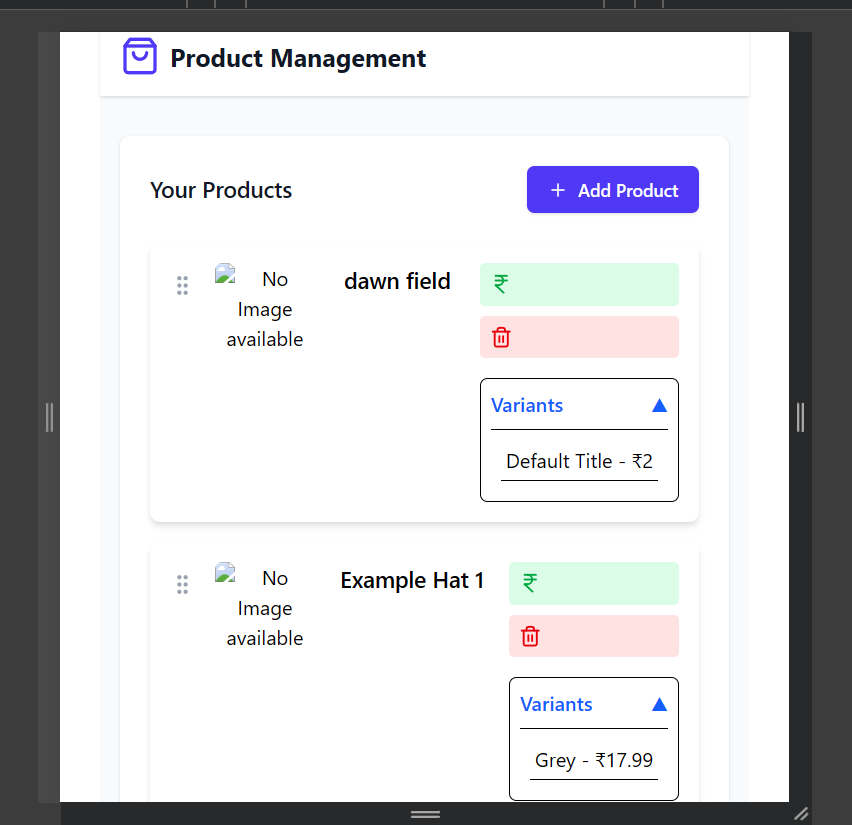 Product Management
Your Products
+ Add Product
No
Image
available
dawn field
₹
Variants ▲
Default Title - ₹2
No
Image
available
Example Hat 1
₹
Variants ▲
Grey - ₹17.99